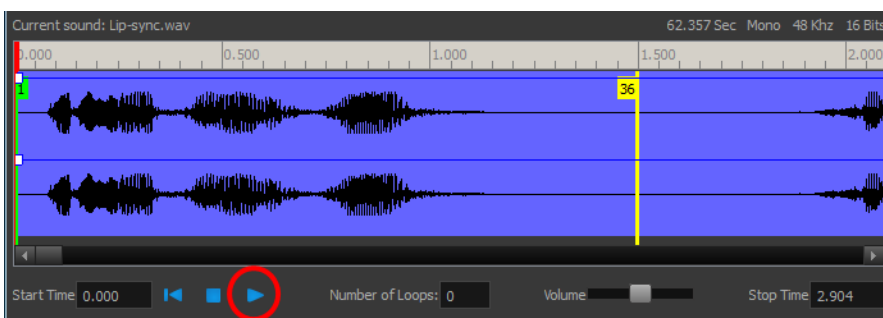 Current sound: Lip-sync.wav 62.357 Sec Mono 48 Khz 16 Bits
0.000 0.500 1.000 1.500 2.000
1 36
Start Time 0.000 Number of Loops: 0 Volume Stop Time 2.904